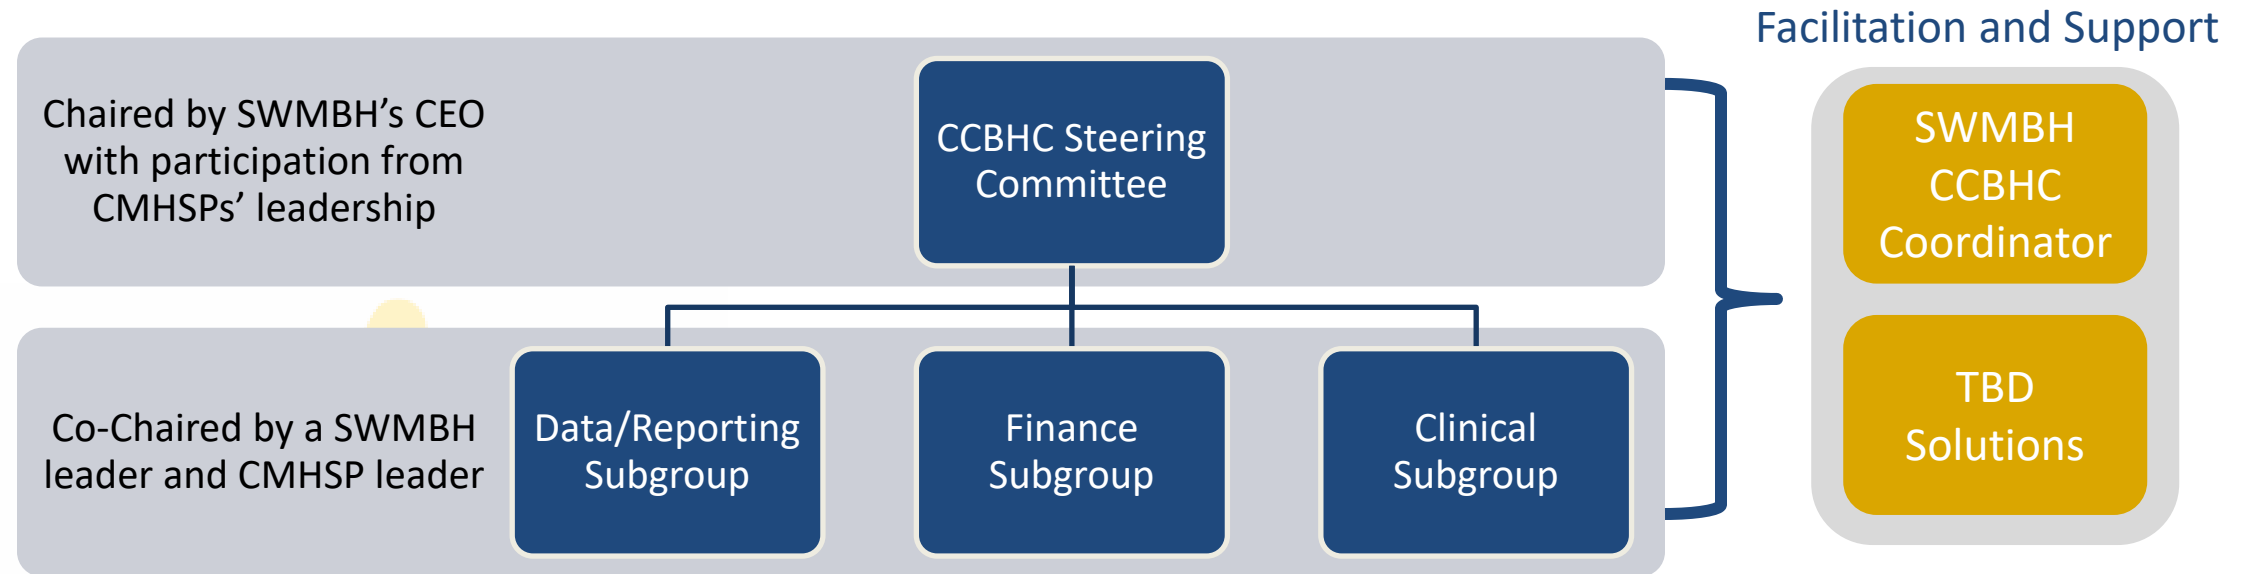 Facilitation and Support
Chaired by SWMBH’s CEO
with participation from
CMHSPs’ leadership
CCBHC Steering
Committee
SWMBH
CCBHC
Coordinator
Co-Chaired by a SWMBH
leader and CMHSP leader
Data/Reporting
Subgroup
Finance
Subgroup
Clinical
Subgroup
TBD
Solutions